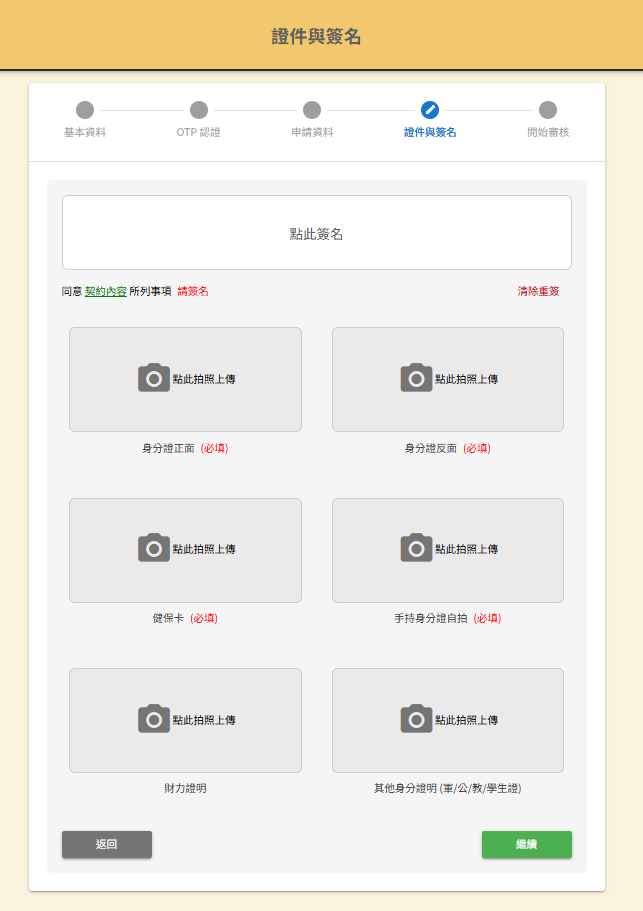 證件與簽名
基本資料
OTP 認證
申請資料
證件與簽名
開始審核
點此簽名
同意 契約內容 所列事項 請簽名
清除重簽
點此拍照上傳
點此拍照上傳
身分證正面 (必填)
身分證反面 (必填)
點此拍照上傳
點此拍照上傳
健保卡 (必填)
手持身分證自拍 (必填)
點此拍照上傳
點此拍照上傳
財力證明
其他身分證明 (軍/公/教/學生證)
返回
繼續